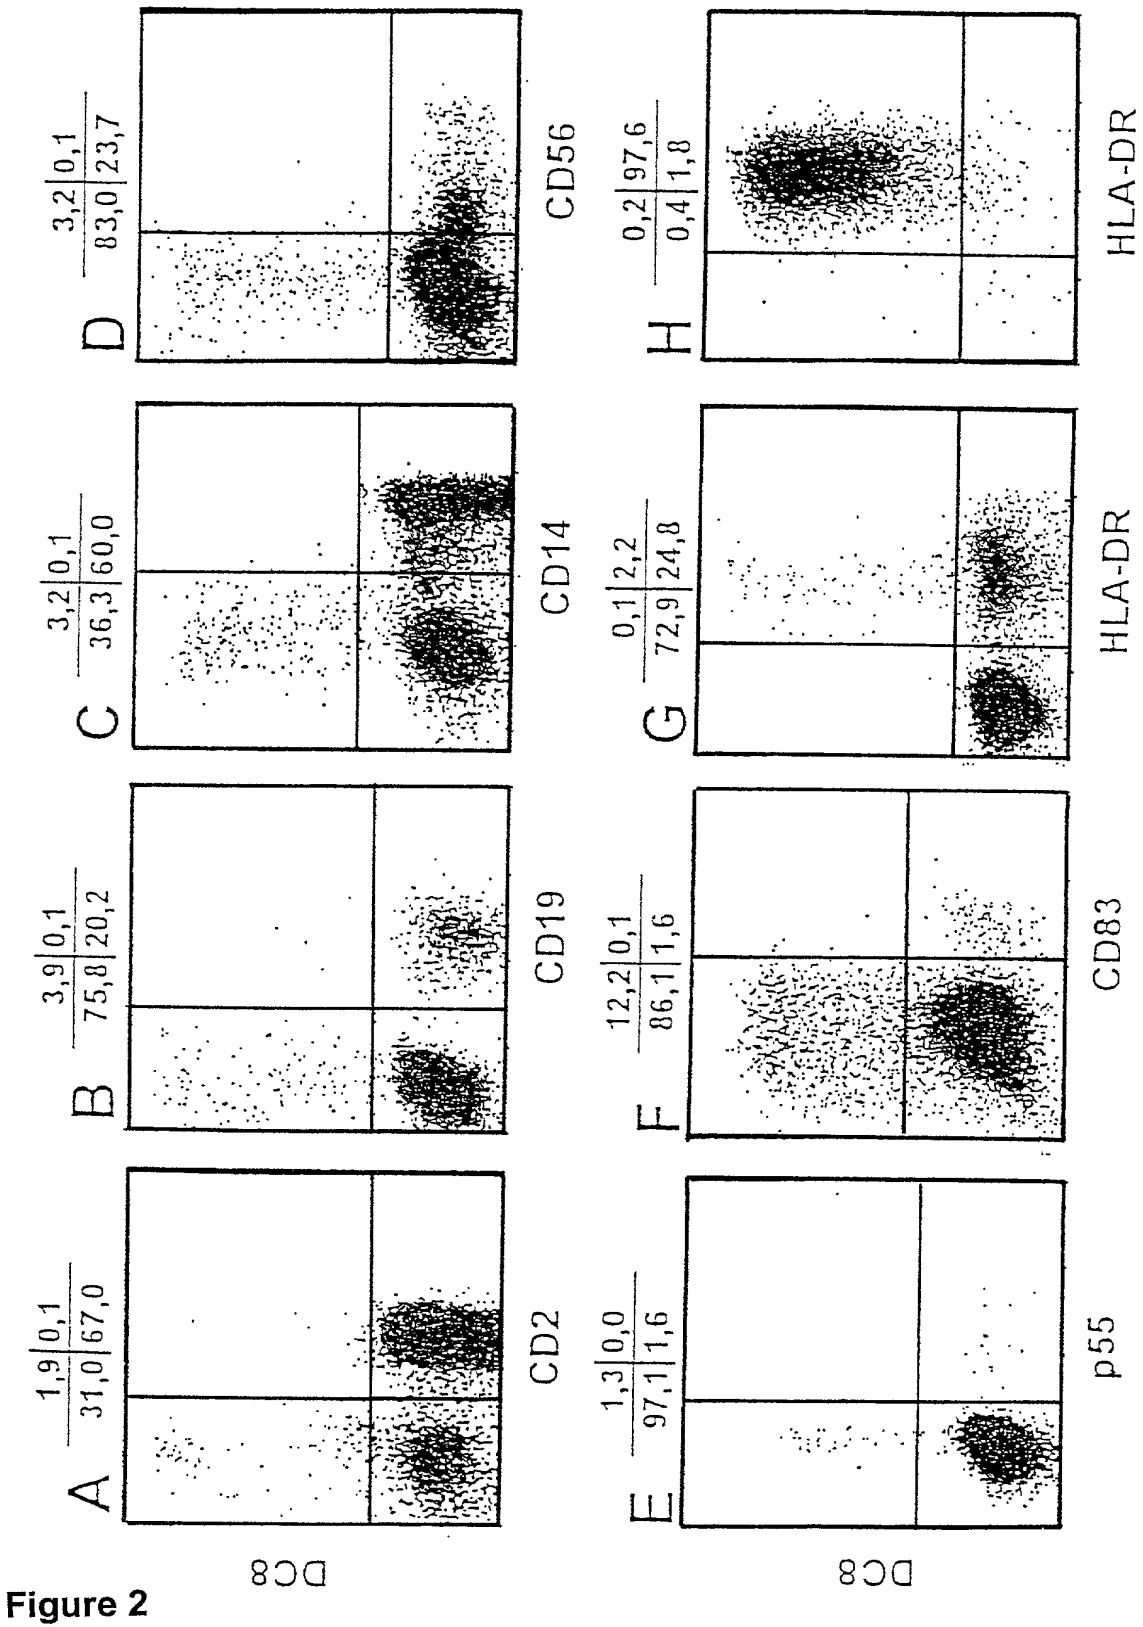 A
1,9|0,1
31,0|67,0
CD2
B
3,9|0,1
75,8|20,2
CD19
C
3,2|0,1
36,3|60,0
CD14
D
3,2|0,1
83,0|23,7
CD56
DC8
E
1,3|0,0
97,1|1,6
p55
F
12,2|0,1
86,1|1,6
CD83
G
0,1|2,2
72,9|24,8
HLA-DR
H
0,2|97,6
0,4|1,8
HLA-DR
DC8
Figure 2